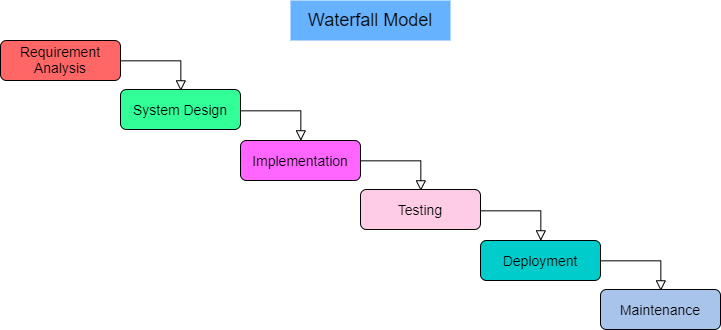 Waterfall Model
Requirement
Analysis
System Design
Implementation
Testing
Deployment
Maintenance